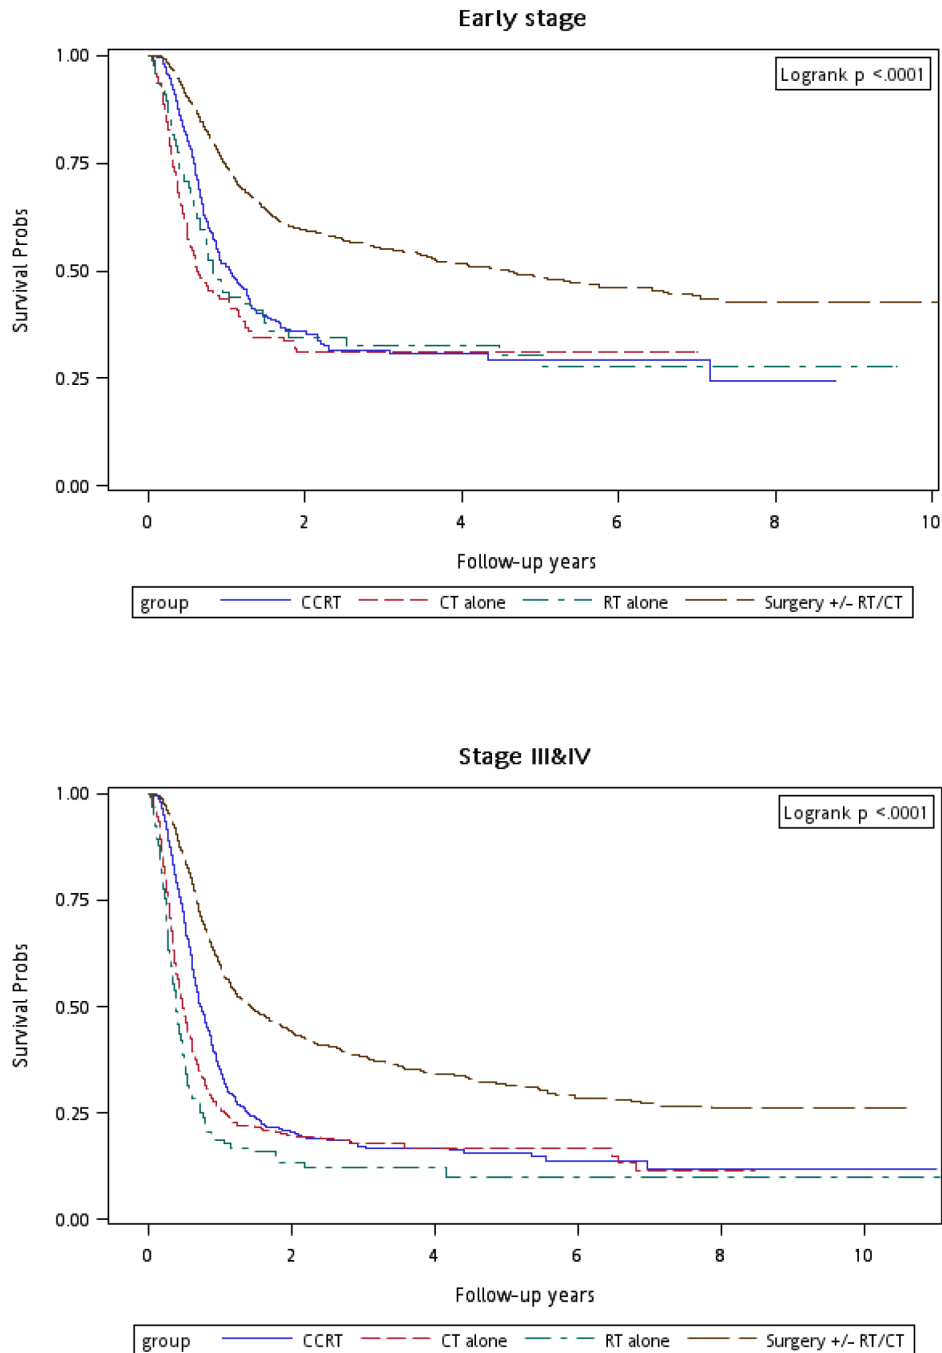 Early stage
Logrank p <.0001
1.00
0.75
0.50
0.25
0.00
Survival Probs
0 2 4 6 8 10
Follow-up years
group CCRT CT alone RT alone Surgery +/- RT/CT
Stage III&IV
Logrank p <.0001
1.00
0.75
0.50
0.25
0.00
Survival Probs
0 2 4 6 8 10
Follow-up years
group CCRT CT alone RT alone Surgery +/- RT/CT